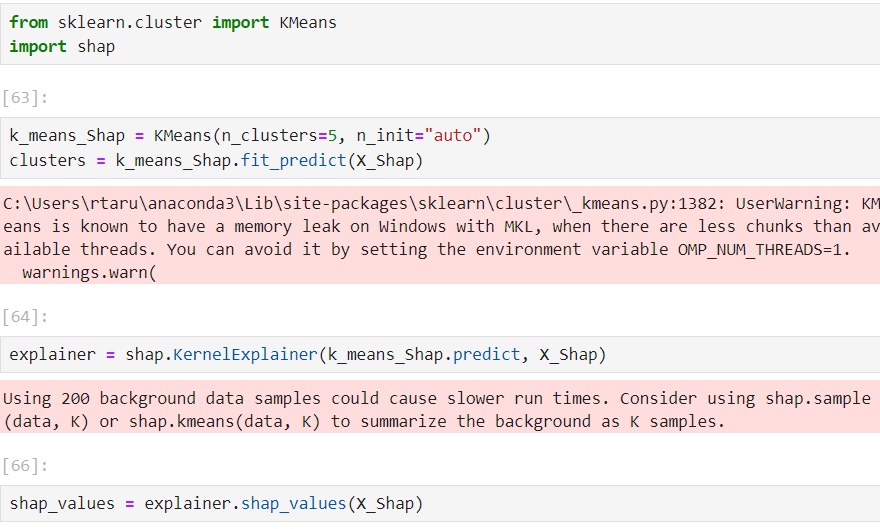 from sklearn.cluster import KMeans
import shap
[63]:
k_means_Shap = KMeans(n_clusters=5, n_init="auto")
clusters = k_means_Shap.fit_predict(X_Shap)
C:\Users\rtaru\anaconda3\Lib\site-packages\sklearn\cluster\_kmeans.py:1382: UserWarning: KM
eans is known to have a memory leak on Windows with MKL, when there are less chunks than av
ailable threads. You can avoid it by setting the environment variable OMP_NUM_THREADS=1.
  warnings.warn(
[64]:
explainer = shap.KernelExplainer(k_means_Shap.predict, X_Shap)
Using 200 background data samples could cause slower run times. Consider using shap.sample
(data, K) or shap.kmeans(data, K) to summarize the background as K samples.
[66]:
shap_values = explainer.shap_values(X_Shap)